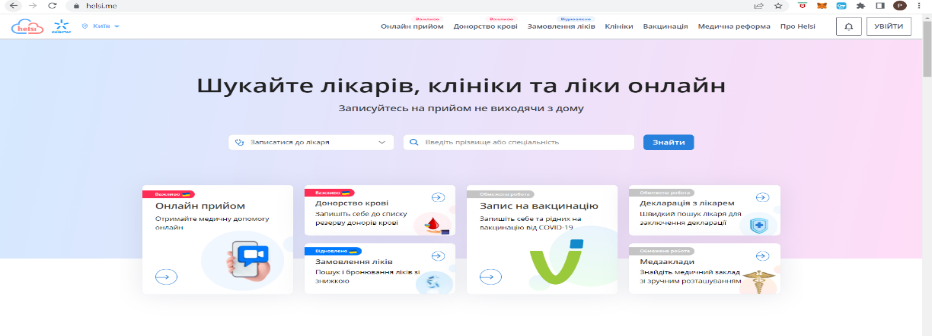 helsi.me
helsi
Київ
Важливо
Онлайн прийом
Важливо
Донорство крові
Відновлено
Замовлення ліків
Клініки
Вакцинація
Медична реформа
Про Helsi
УВІЙТИ
P
Шукайте лікарів, клініки та ліки онлайн
Записуйтесь на прийом не виходячи з дому
Записатися до лікаря
Введіть прізвище або спеціальність
Знайти
Важливо
Онлайн прийом
Отримайте медичну допомогу
онлайн
Важливо
Донорство крові
Запишіть себе до списку
резерву донорів крові
Відновлено
Замовлення ліків
Пошук і бронювання ліків зі
знижкою
Обмежена робота
Запис на вакцинацію
Запишіть себе та рідних на
вакцинацію від COVID-19
Обмежена робота
Декларація з лікарем
Швидкий пошук лікаря для
заключення декларації
Обмежена робота
Медзаклади
Знайдіть медичний заклад
зі зручним розташуванням